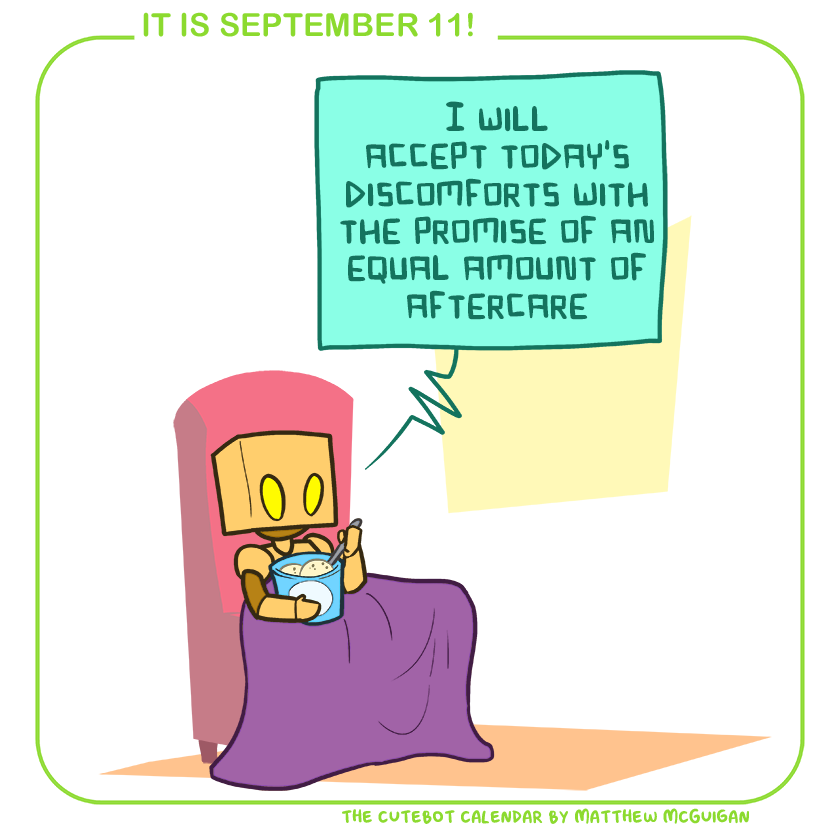 IT IS SEPTEMBER 11!
I WILL
ACCEPT TODAY'S
DISCOMFORTS WITH
THE PROMISE OF AN
EQUAL AMOUNT OF
AFTERCARE
THE CUTEBOT CALENDAR BY MATTHEW MCGUIGAN